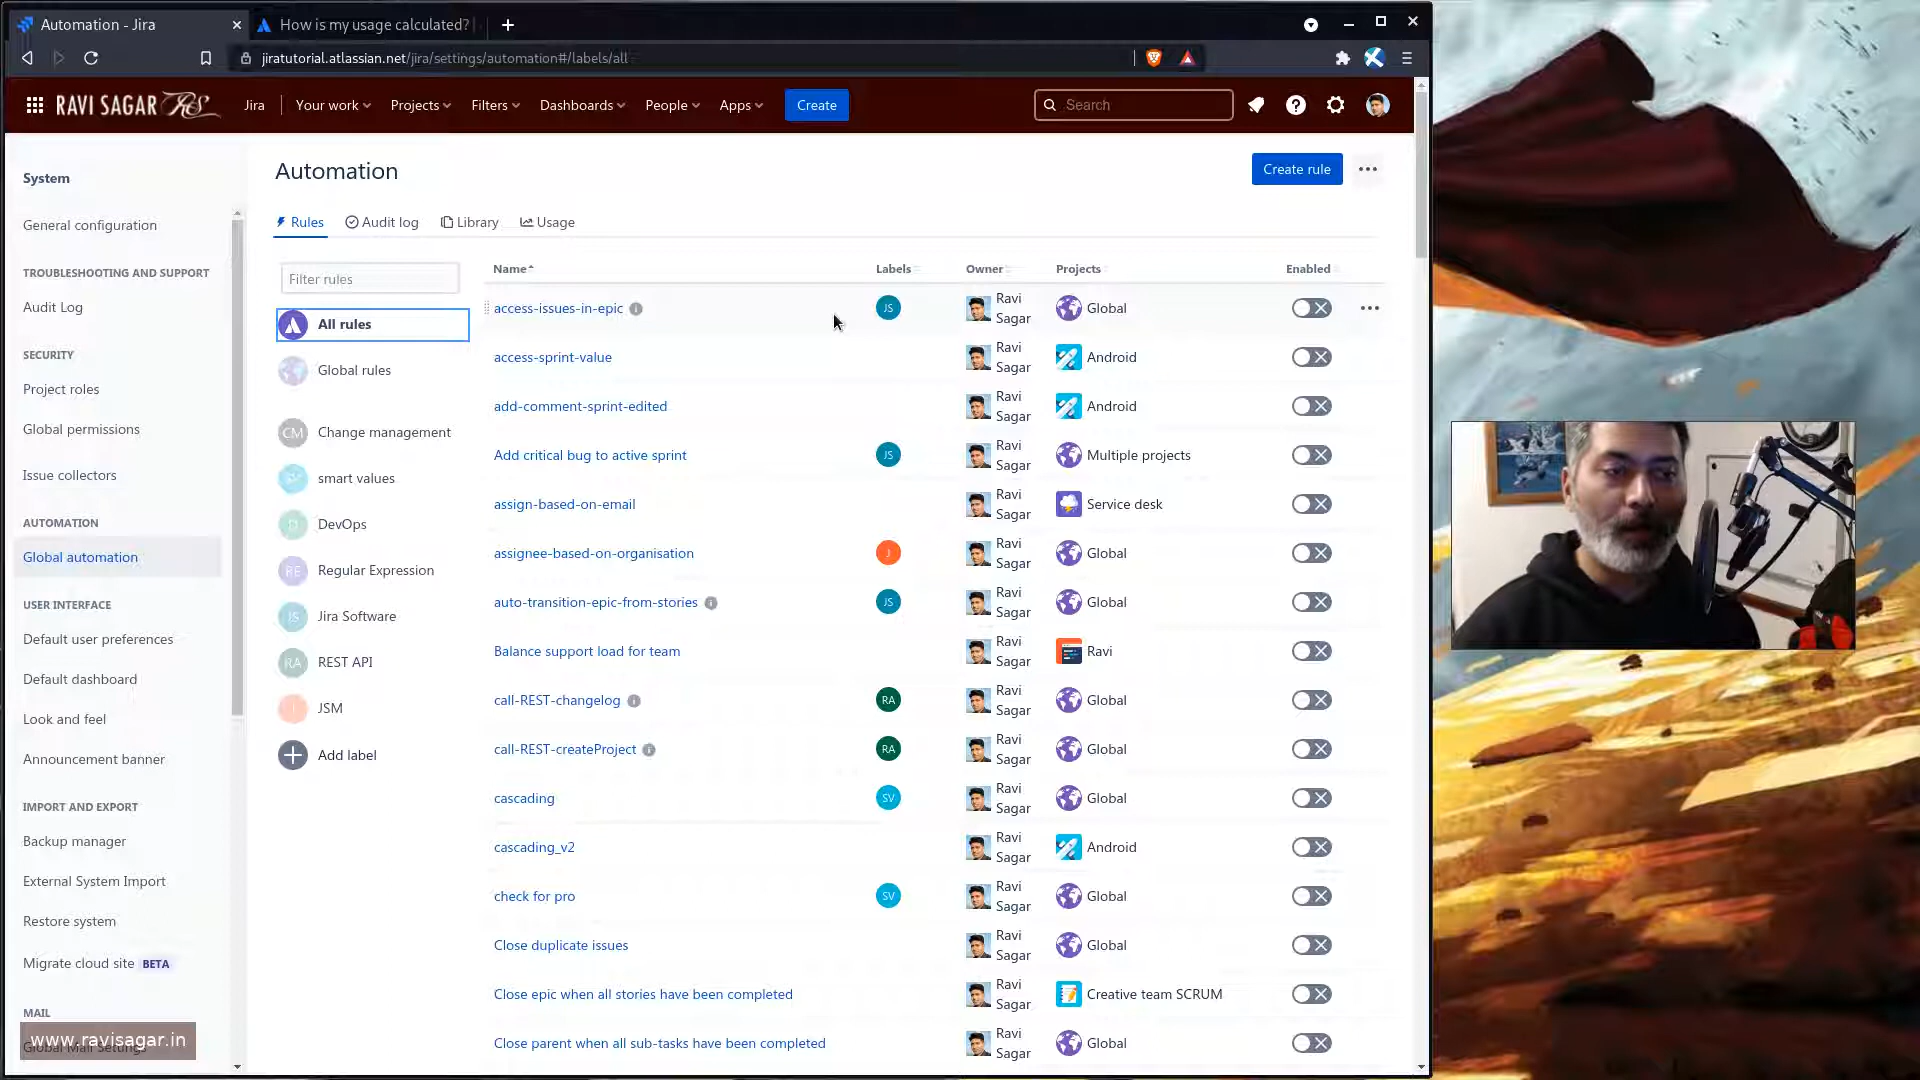 Automation - Jira
How is my usage calculated?
jiratutorial.atlassian.net/jira/settings/automation#/labels/all
RAVI SAGAR RS
Jira
Your work
Projects
Filters
Dashboards
People
Apps
Create
Search
System
General configuration
TROUBLESHOOTING AND SUPPORT
Audit Log
SECURITY
Project roles
Global permissions
Issue collectors
AUTOMATION
Global automation
USER INTERFACE
Default user preferences
Default dashboard
Look and feel
Announcement banner
IMPORT AND EXPORT
Backup manager
External System Import
Restore system
Migrate cloud site BETA
MAIL
Global Mail Settings
www.ravisagar.in
Automation
Create rule
Rules
Audit log
Library
Usage
Filter rules
All rules
Global rules
CM Change management
smart values
D DevOps
RE Regular Expression
JS Jira Software
RA REST API
JSM
Add label
Name Labels Owner Projects Enabled
access-issues-in-epic JS Ravi Sagar Global
access-sprint-value Ravi Sagar Android
add-comment-sprint-edited Ravi Sagar Android
Add critical bug to active sprint JS Ravi Sagar Multiple projects
assign-based-on-email Ravi Sagar Service desk
assignee-based-on-organisation J Ravi Sagar Global
auto-transition-epic-from-stories JS Ravi Sagar Global
Balance support load for team Ravi Sagar Ravi
call-REST-changelog RA Ravi Sagar Global
call-REST-createProject RA Ravi Sagar Global
cascading SV Ravi Sagar Global
cascading_v2 Ravi Sagar Android
check for pro SV Ravi Sagar Global
Close duplicate issues Ravi Sagar Global
Close epic when all stories have been completed Ravi Sagar Creative team SCRUM
Close parent when all sub-tasks have been completed Ravi Sagar Global